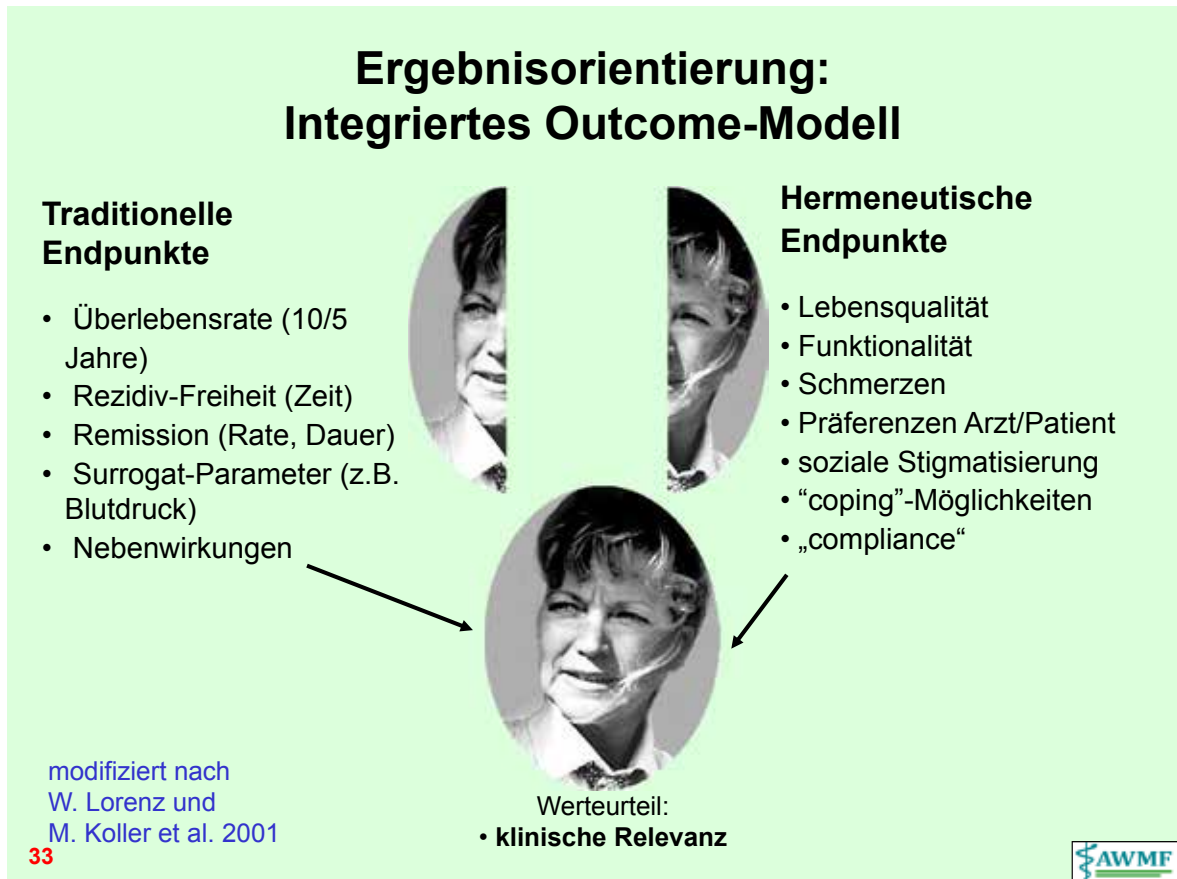 Ergebnisorientierung:
Integriertes Outcome-Modell
Traditionelle
Endpunkte
• Überlebensrate (10/5
Jahre)
• Rezidiv-Freiheit (Zeit)
• Remission (Rate, Dauer)
• Surrogat-Parameter (z.B.
Blutdruck)
• Nebenwirkungen
Hermeneutische
Endpunkte
• Lebensqualität
• Funktionalität
• Schmerzen
• Präferenzen Arzt/Patient
• soziale Stigmatisierung
• “coping”-Möglichkeiten
• „compliance“
Werteurteil:
• klinische Relevanz
modifiziert nach
W. Lorenz und
M. Koller et al. 2001
33
AWMF